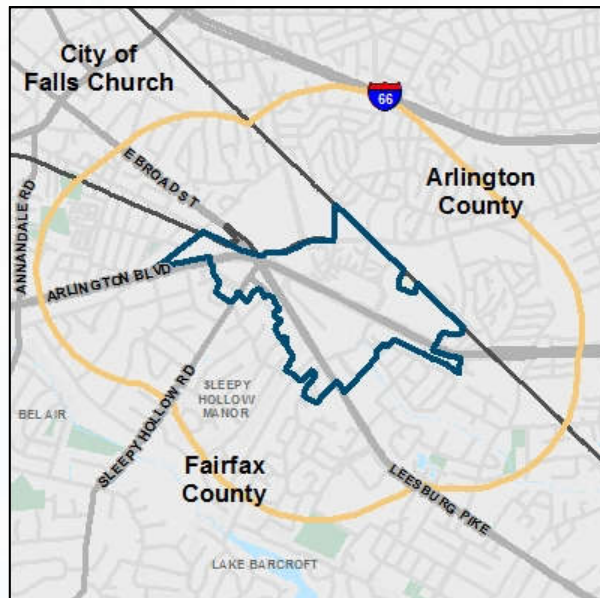 City of
Falls Church
66
E BROAD ST
Arlington
County
ANNANDALE RD
ARLINGTON BLVD
SLEEPY
HOLLOW
MANOR
BEL AIR
SLEEPY HOLLOW RD
Fairfax
County
LEESBURG PIKE
LAKE BARCROFT